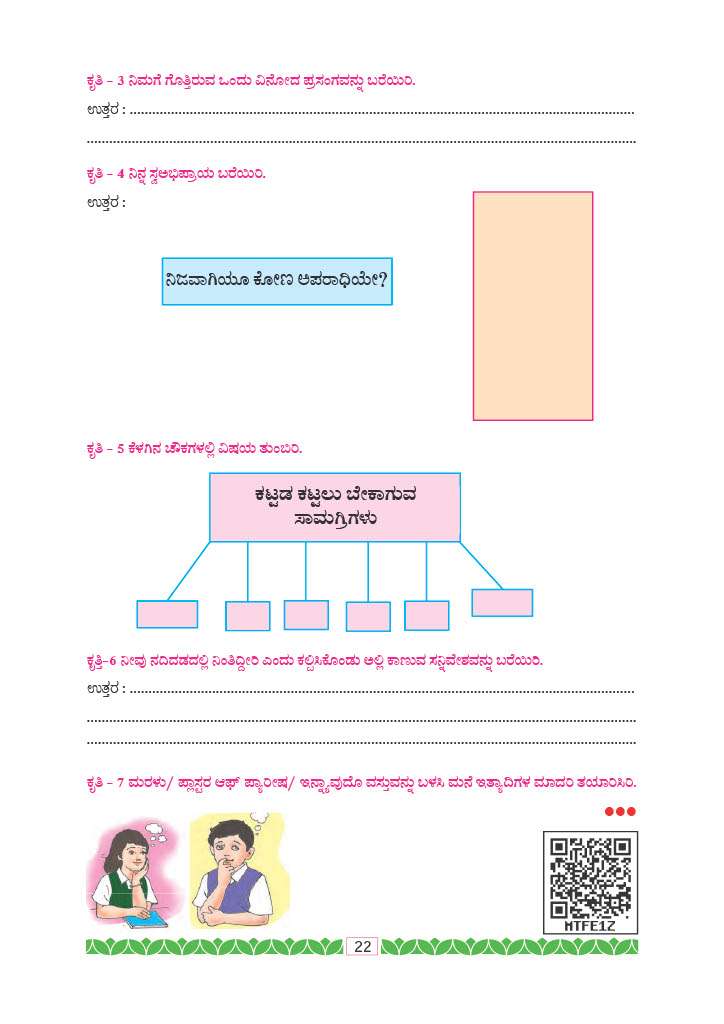 ಕೃತಿ – 3 ನಿಮಗೆ ಗೊತ್ತಿರುವ ಒಂದು ವಿನೋದ ಪ್ರಸಂಗವನ್ನು ಬರೆಯಿರಿ.
ಉತ್ತರ : ..........................................................................................
..........................................................................................
ಕೃತಿ – 4 ನಿನ್ನ ಸ್ವಅಭಿಪ್ರಾಯ ಬರೆಯಿರಿ.
ಉತ್ತರ :
ನಿಜವಾಗಿಯೂ ಕೋಣ ಅಪರಾಧಿಯೇ?
ಕೃತಿ – 5 ಕೆಳಗಿನ ಚೌಕಗಳಲ್ಲಿ ವಿಷಯ ತುಂಬಿರಿ.
ಕಟ್ಟಡ ಕಟ್ಟಲು ಬೇಕಾಗುವ
ಸಾಮಗ್ರಿಗಳು
ಕೃತ್ತಿ–6 ನೀವು ನದಿದಡದಲ್ಲಿ ನಿಂತಿದ್ದೀರಿ ಎಂದು ಕಲ್ಪಿಸಿಕೊಂಡು ಅಲ್ಲಿ ಕಾಣುವ ಸನ್ನಿವೇಶವನ್ನು ಬರೆಯಿರಿ.
ಉತ್ತರ : ..........................................................................................
..........................................................................................
..........................................................................................
ಕೃತಿ – 7 ಮರಳು/ ಪ್ಲಾಸ್ಟರ ಆಫ್ ಪ್ಯಾರೀಷ/ ಇನ್ನ್ಯಾವುದೊ ವಸ್ತುವನ್ನು ಬಳಸಿ ಮನೆ ಇತ್ಯಾದಿಗಳ ಮಾದರಿ ತಯಾರಿಸಿರಿ.
MTFE1Z
22